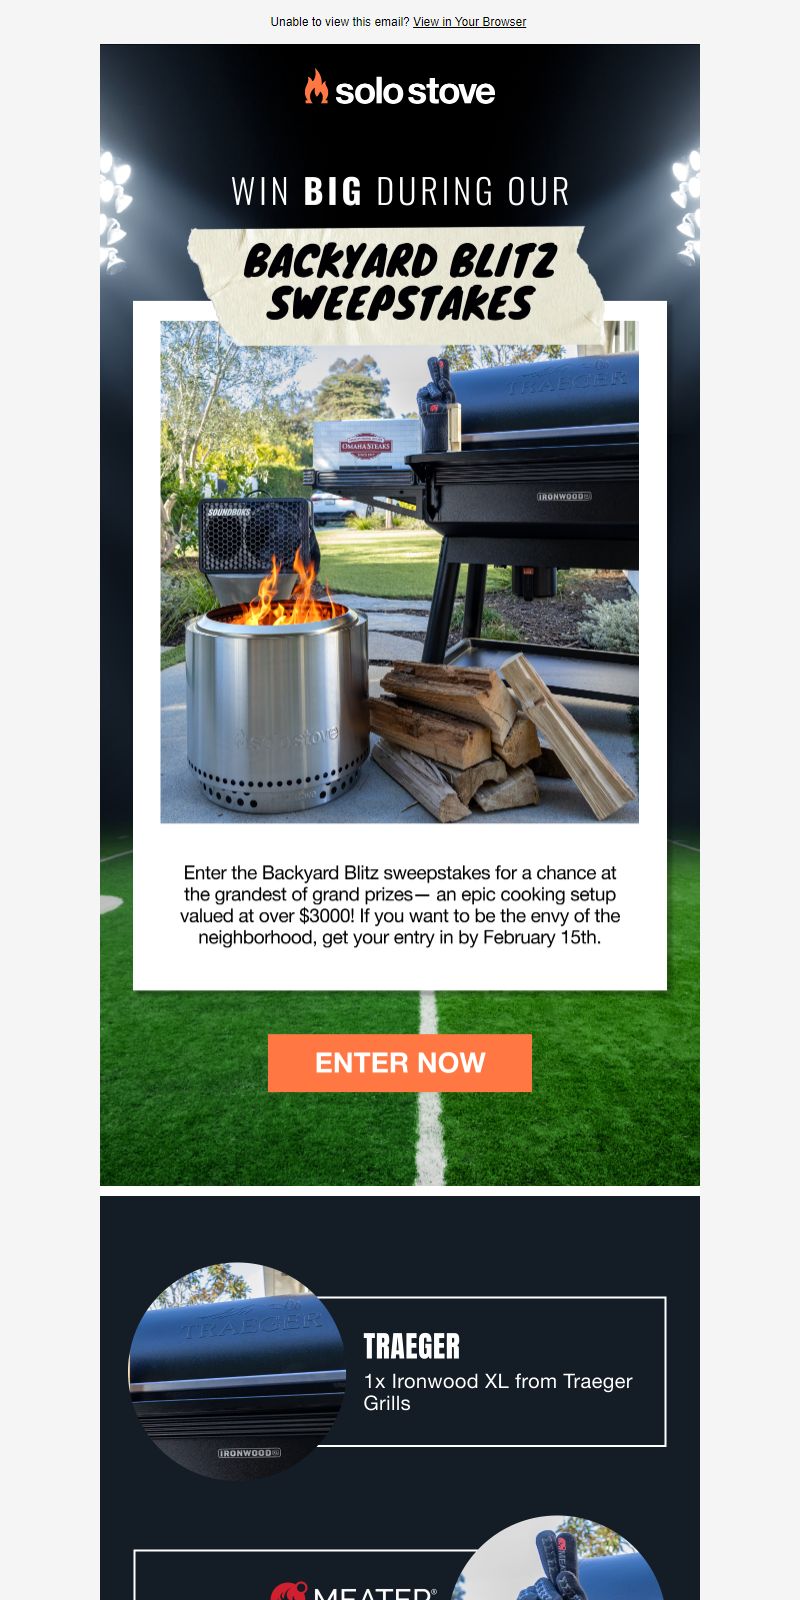 Unable to view this email? View in Your Browser
solo stove
WIN BIG DURING OUR
BACKYARD BLITZ
SWEEPSTAKES
TRAEGER
OMAHA STEAKS
IRONWOOD XL
SOUNDBOKS
solo stove
Enter the Backyard Blitz sweepstakes for a chance at
the grandest of grand prizes— an epic cooking setup
valued at over $3000! If you want to be the envy of the
neighborhood, get your entry in by February 15th.
ENTER NOW
TRAEGER
IRONWOOD XL
TRAEGER
1x Ironwood XL from Traeger
Grills
MEATER®